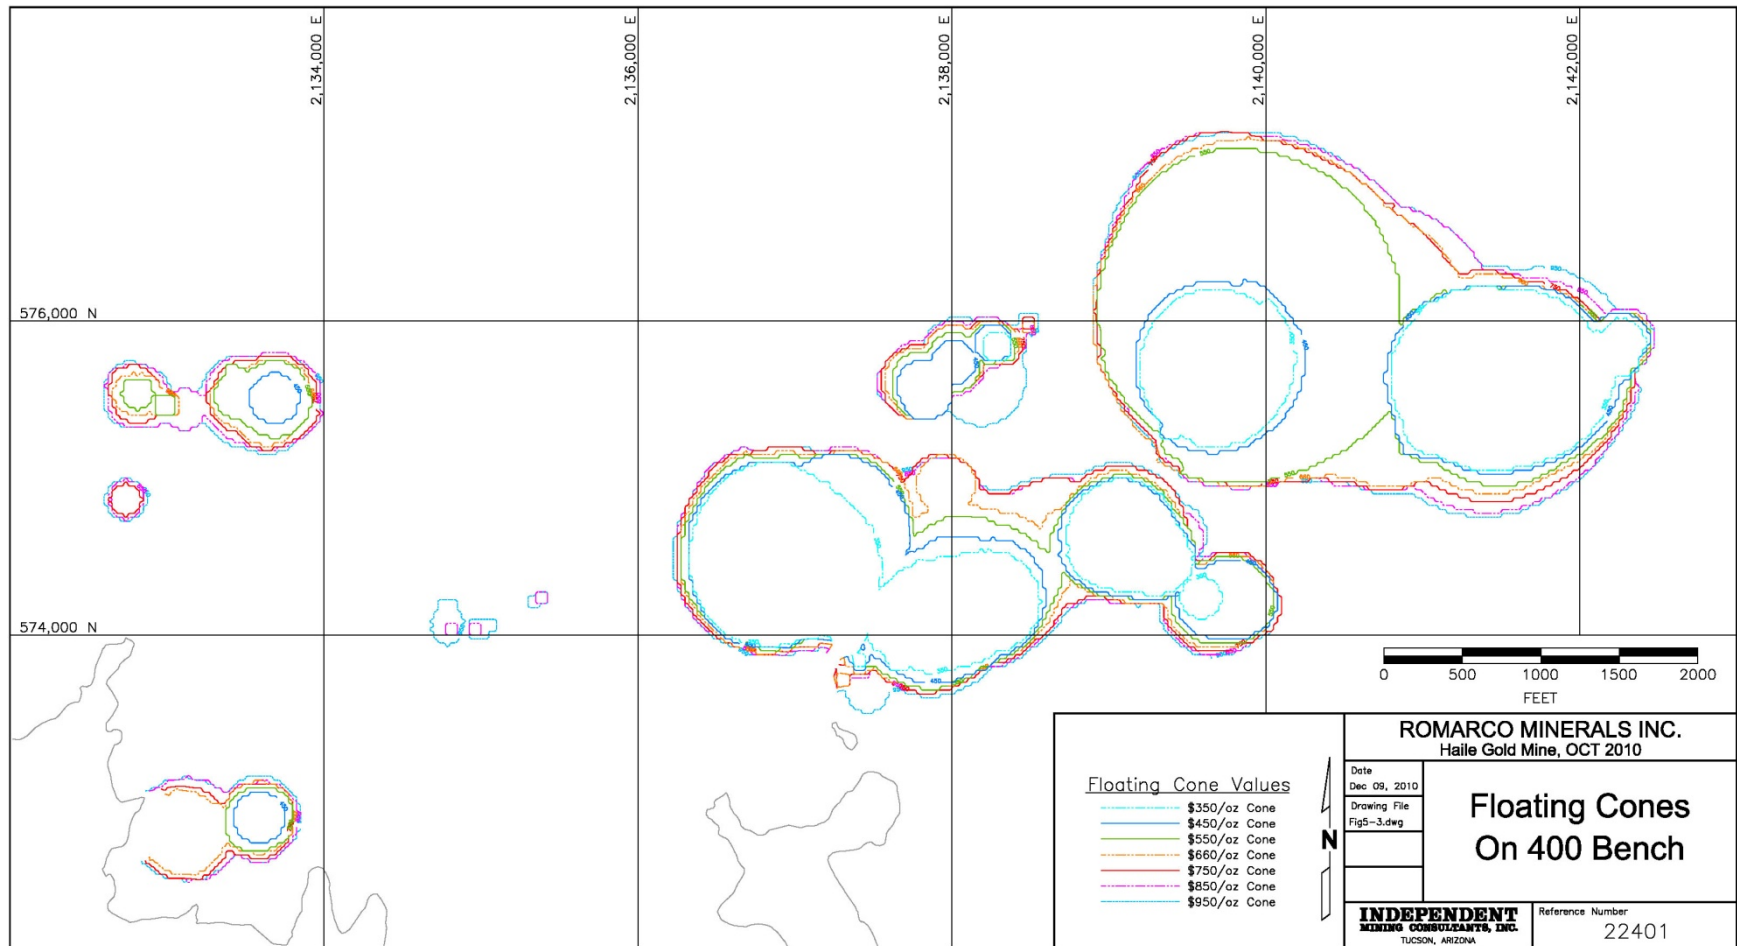 2,134,000 E
2,136,000 E
2,138,000 E
2,140,000 E
2,142,000 E
576,000 N
574,000 N
0 500 1000 1500 2000
FEET
Floating Cone Values
$350/oz Cone
$450/oz Cone
$550/oz Cone
$660/oz Cone
$750/oz Cone
$850/oz Cone
$950/oz Cone
N
ROMARCO MINERALS INC.
Haile Gold Mine, OCT 2010
Date
Dec 09, 2010
Drawing File
Fig5-3.dwg
Floating Cones
On 400 Bench
INDEPENDENT
MINING CONSULTANTS, INC.
TUCSON, ARIZONA
Reference Number
22401